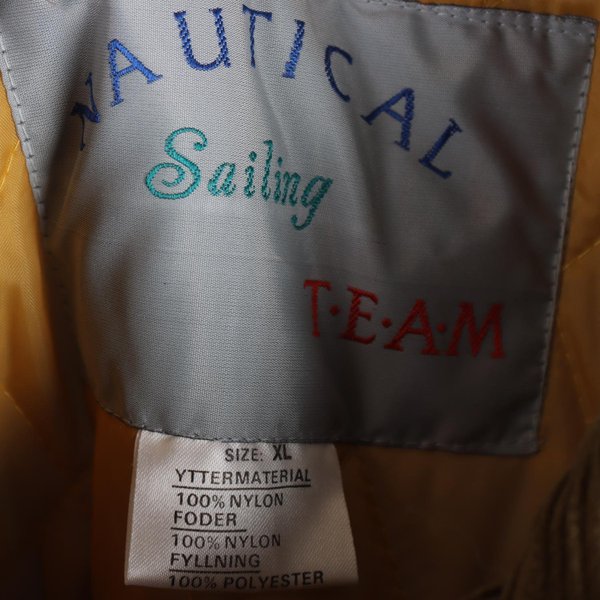 NAUTICAL
Sailing
T·E·A·M
SIZE: XL
YTTERMATERIAL
100% NYLON
FODER
100% NYLON
FYLLNING
100% POLYESTER